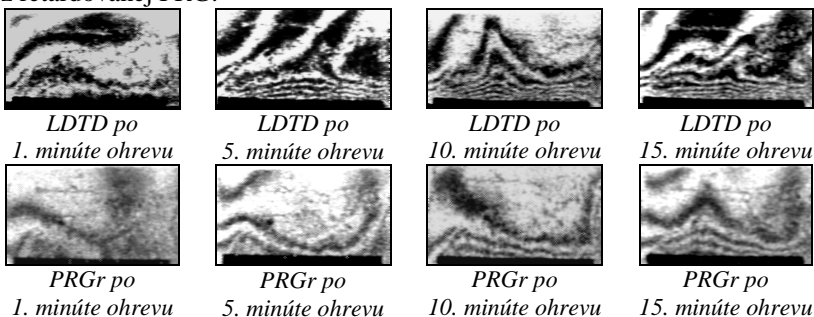 z retardovanej PRG.
LDTD po LDTD po LDTD po LDTD po
1. minúte ohrevu 5. minúte ohrevu 10. minúte ohrevu 15. minúte ohrevu
PRGr po PRGr po PRGr po PRGr po
1. minúte ohrevu 5. minúte ohrevu 10. minúte ohrevu 15. minúte ohrevu